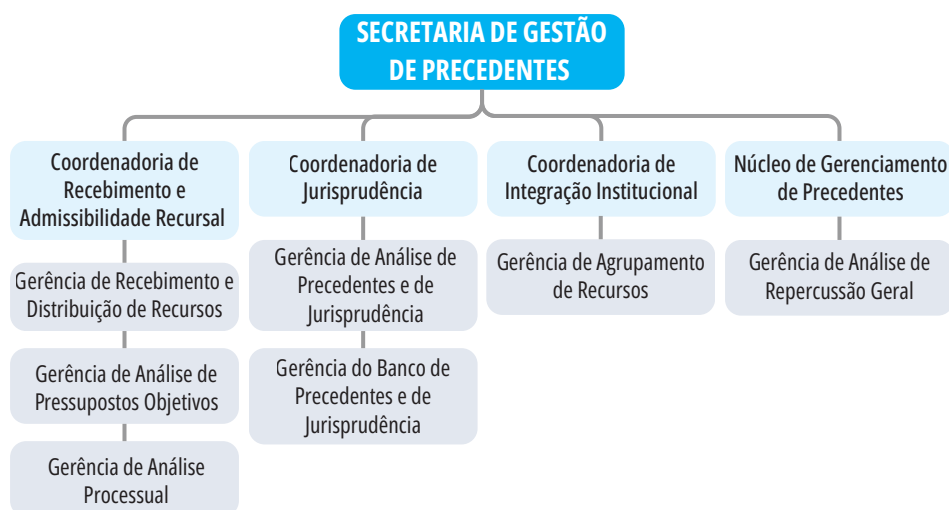 SECRETARIA DE GESTÃO
DE PRECEDENTES
Coordenadoria de
Recebimento e
Admissibilidade Recursal
Gerência de Recebimento e
Distribuição de Recursos
Gerência de Análise de
Pressupostos Objetivos
Gerência de Análise
Processual
Coordenadoria de
Jurisprudência
Gerência de Análise de
Precedentes e de
Jurisprudência
Gerência do Banco de
Precedentes e de
Jurisprudência
Coordenadoria de
Integração Institucional
Gerência de Agrupamento
de Recursos
Núcleo de Gerenciamento
de Precedentes
Gerência de Análise de
Repercussão Geral